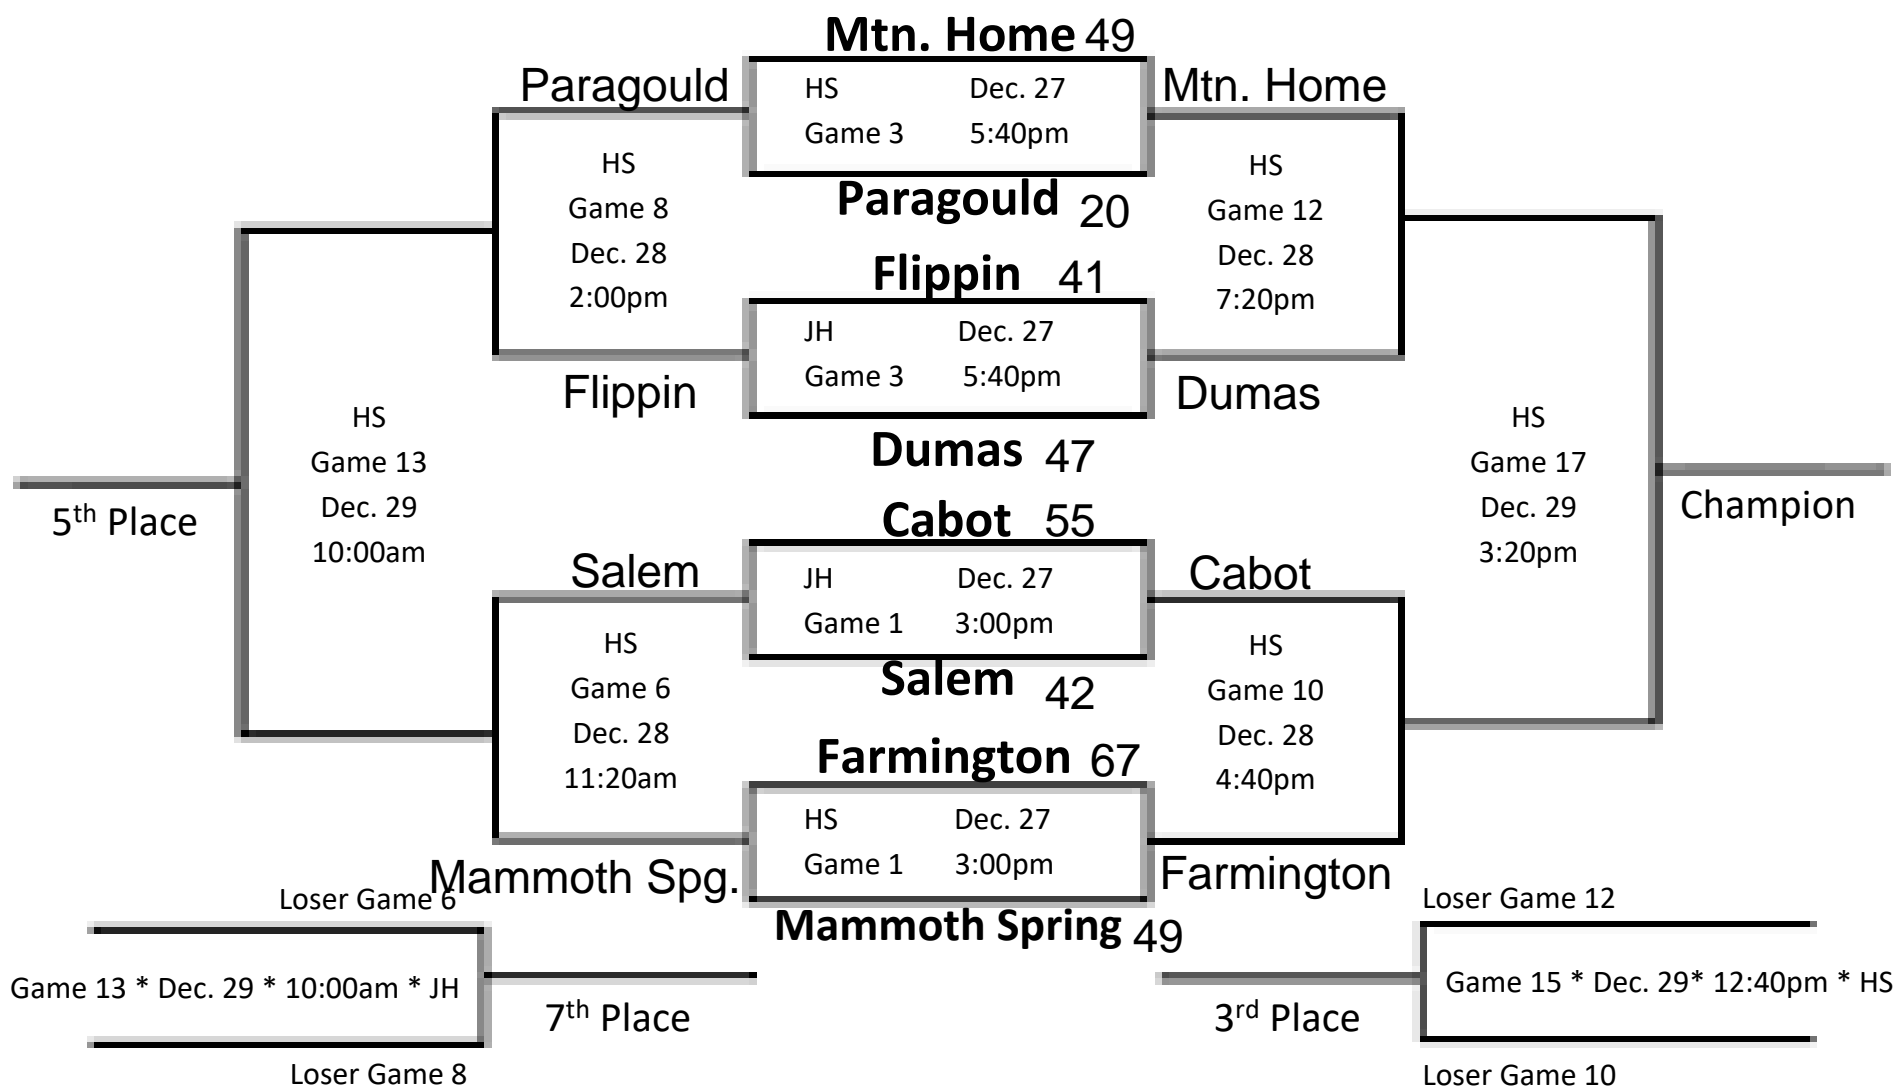 Mtn. Home 49
Paragould
HS Dec. 27
Game 3 5:40pm
Mtn. Home
Paragould 20
HS
Game 8
Dec. 28
2:00pm
HS
Game 12
Dec. 28
7:20pm
Flippin 41
JH Dec. 27
Game 3 5:40pm
Flippin
Dumas
Dumas 47
HS
Game 13
Dec. 29
10:00am
5th Place
HS
Game 17
Dec. 29
3:20pm
Champion
Cabot 55
Salem
JH Dec. 27
Game 1 3:00pm
Cabot
Salem 42
HS
Game 6
Dec. 28
11:20am
HS
Game 10
Dec. 28
4:40pm
Farmington 67
HS Dec. 27
Game 1 3:00pm
Mammoth Spg.
Farmington
Mammoth Spring 49
Loser Game 6
Game 13 * Dec. 29 * 10:00am * JH
Loser Game 8
7th Place
3rd Place
Loser Game 12
Game 15 * Dec. 29* 12:40pm * HS
Loser Game 10